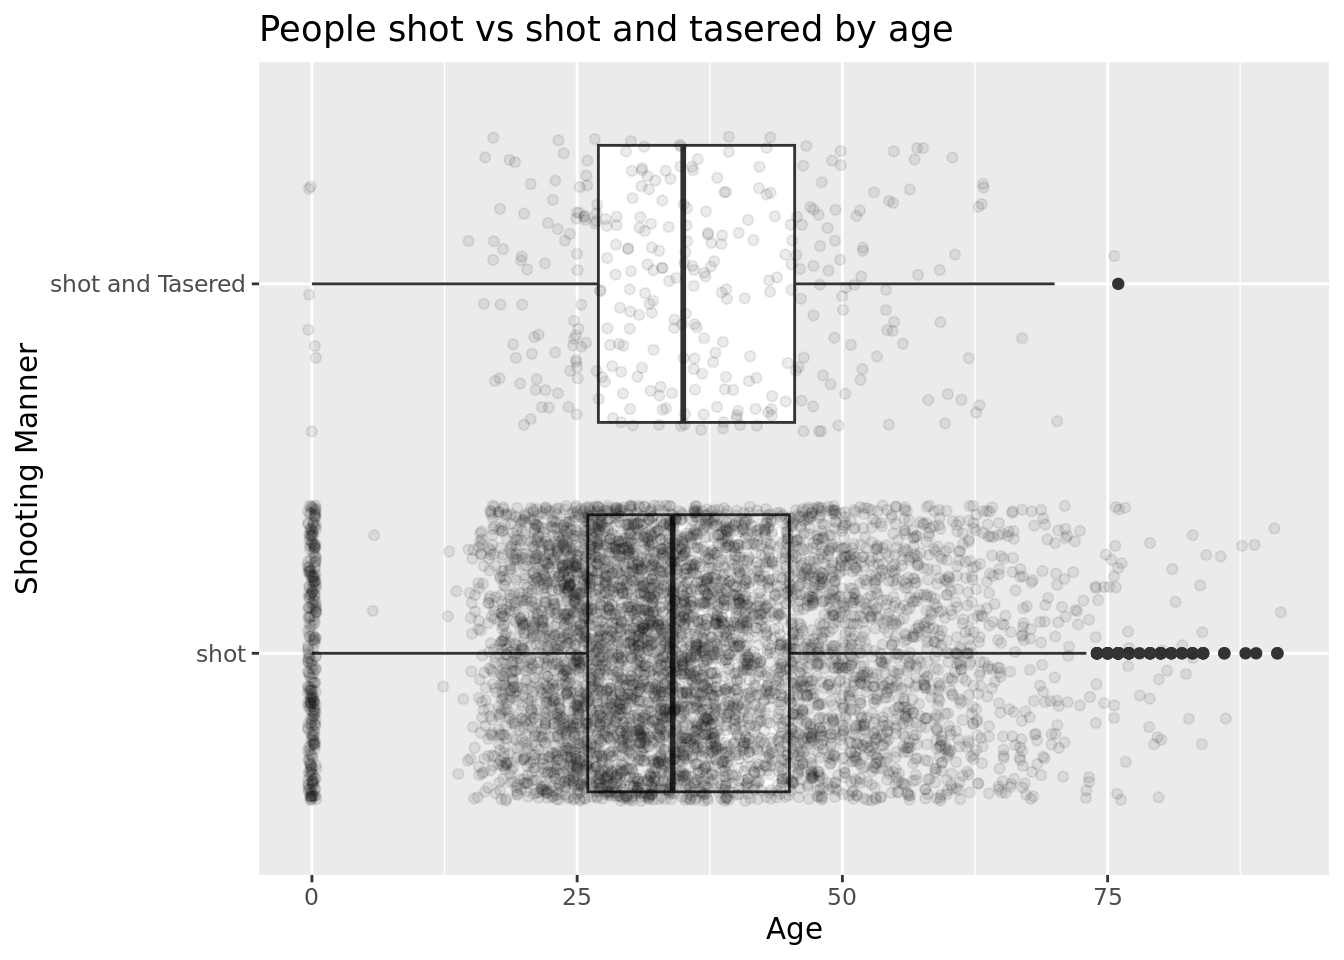 People shot vs shot and tasered by age
Shooting Manner
shot and Tasered
shot
0 25 50 75
Age